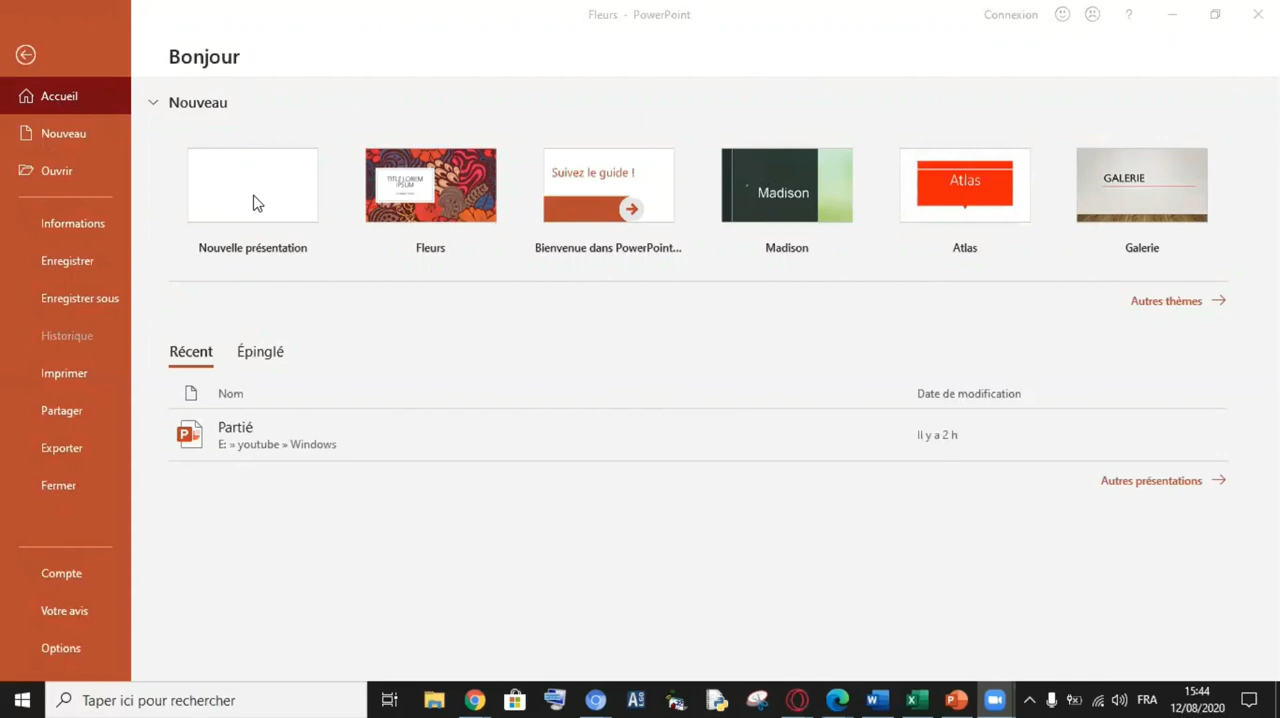 Fleurs - PowerPoint
Connexion
?
Bonjour
Accueil
Nouveau
Ouvrir
Informations
Enregistrer
Enregistrer sous
Historique
Imprimer
Partager
Exporter
Fermer
Compte
Votre avis
Options
Nouveau
TITLE LOREM
IPSUM
Suivez le guide !
Madison
Atlas
GALERIE
Nouvelle présentation
Fleurs
Bienvenue dans PowerPoint...
Madison
Atlas
Galerie
Autres thèmes
Récent
Épinglé
Nom
Date de modification
Partié
E: » youtube » Windows
Il y a 2 h
Autres présentations
Taper ici pour rechercher
FRA
15:44
12/08/2020